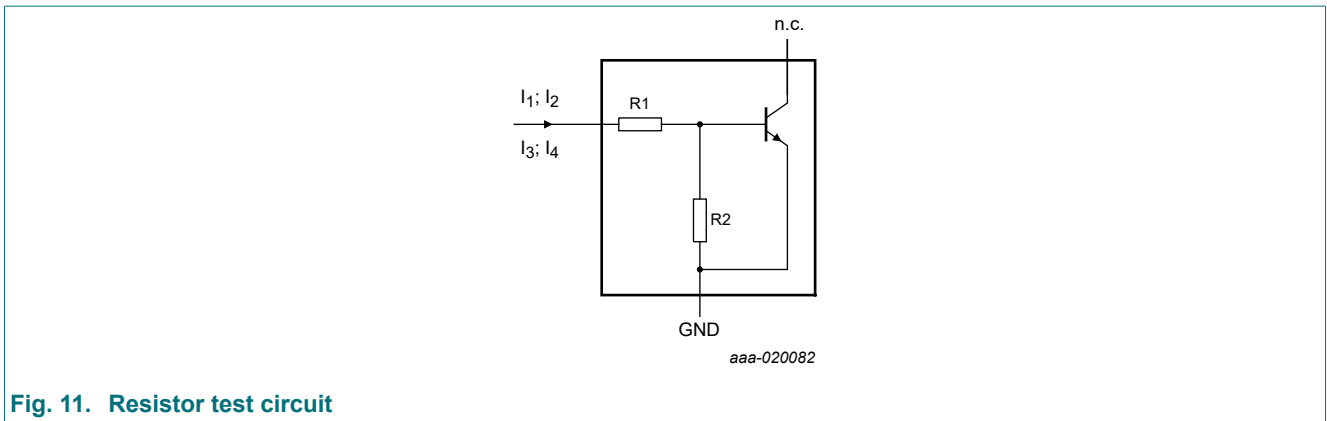 n.c.
I1; I2
R1
I3; I4
R2
GND
aaa-020082
Fig. 11. Resistor test circuit